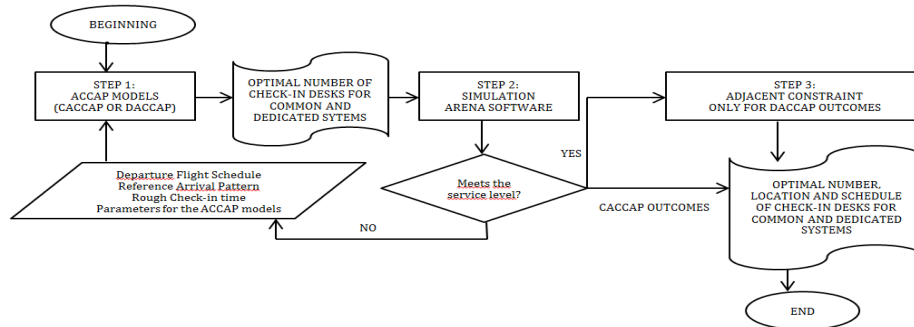 BEGINNING
STEP 1:
ACCAP MODELS
(CACCAP OR DACCAP)
OPTIMAL NUMBER OF
CHECK-IN DESKS FOR
COMMON AND
DEDICATED SYTEMS
STEP 2:
SIMULATION
ARENA SOFTWARE
STEP 3:
ADJACENT CONSTRAINT
ONLY FOR DACCAP OUTCOMES
YES
Departure Flight Schedule
Reference Arrival Pattern
Rough Check-in time
Parameters for the ACCAP models
Meets the
service level?
NO
CACCAP OUTCOMES
OPTIMAL NUMBER,
LOCATION AND SCHEDULE
OF CHECK-IN DESKS FOR
COMMON AND DEDICATED
SYSTEMS
END